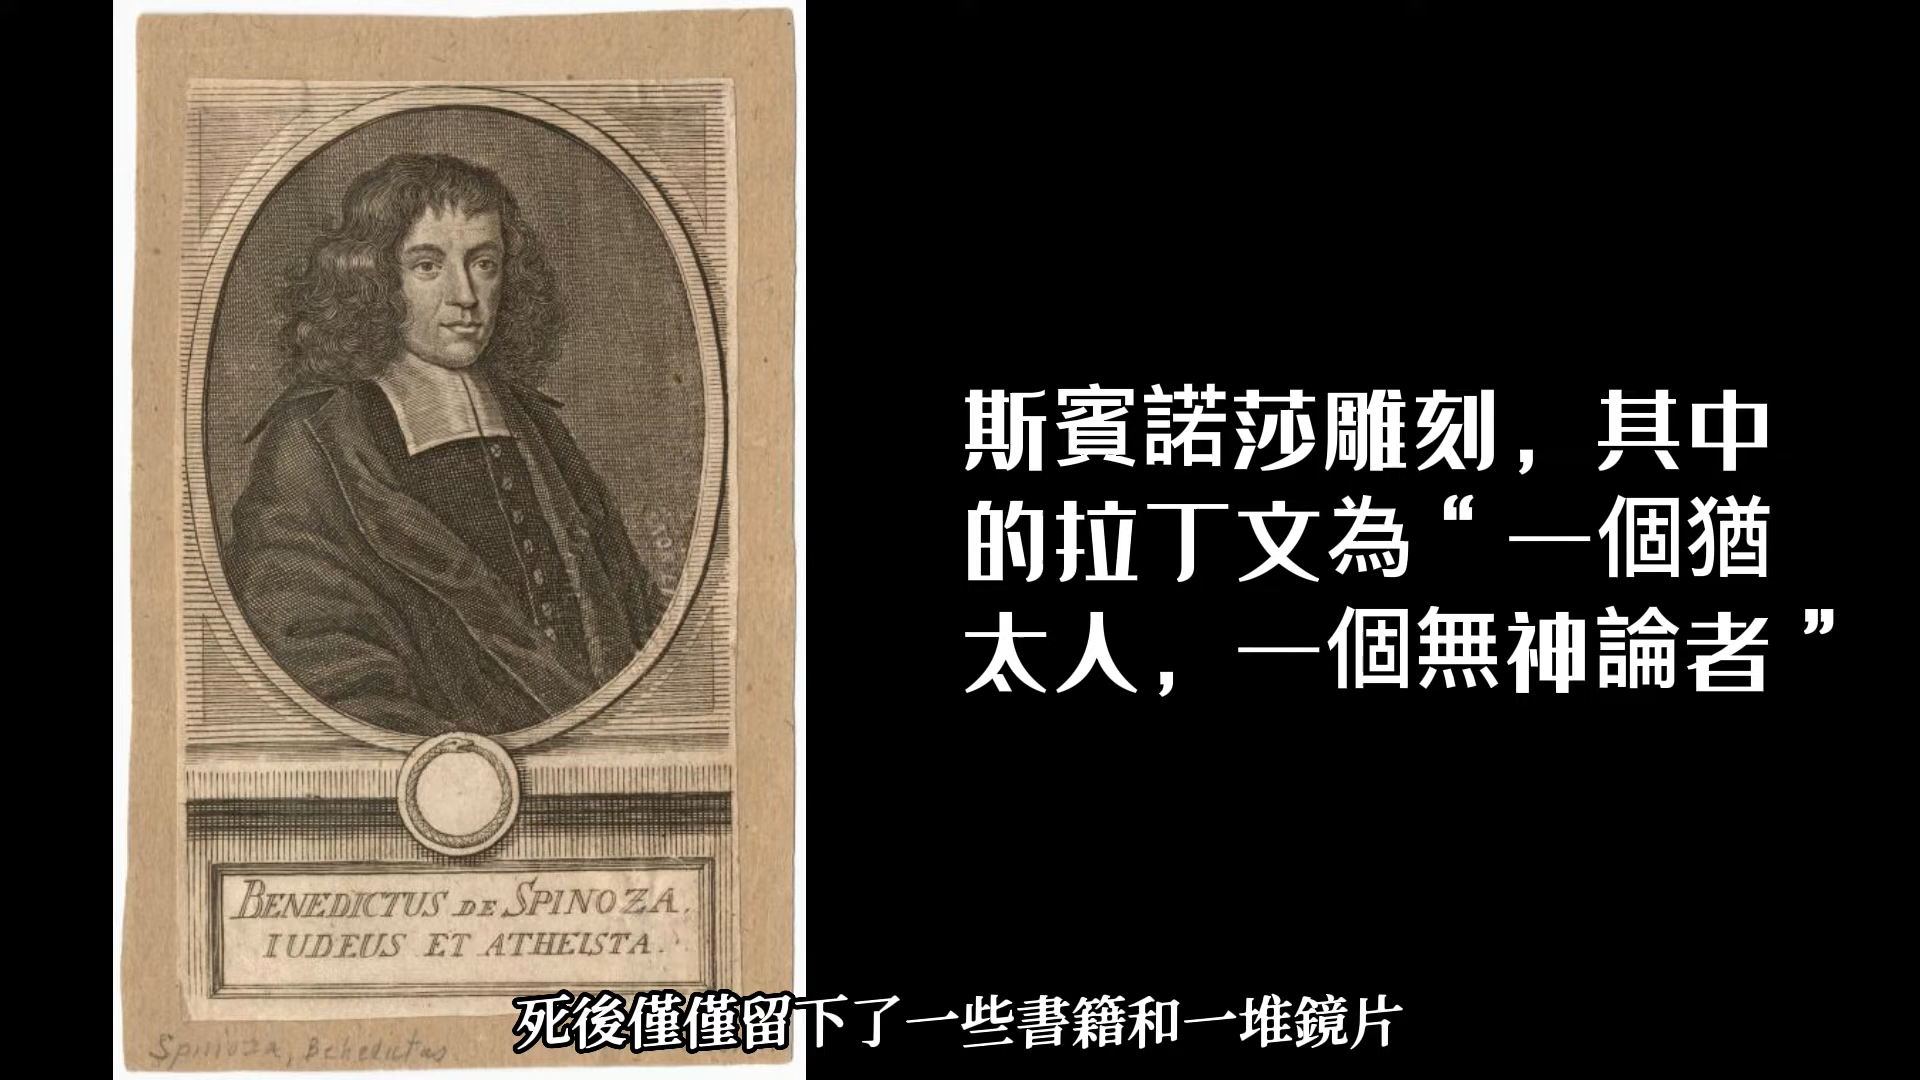 斯賓諾莎雕刻，其中
的拉丁文為“一個猶
太人，一個無神論者”
BENEDICTUS DE SPINOZA.
IUDEUS ET ATHEISTA.
Spinoza, Benedictus
死後僅僅留下了一些書籍和一堆鏡片